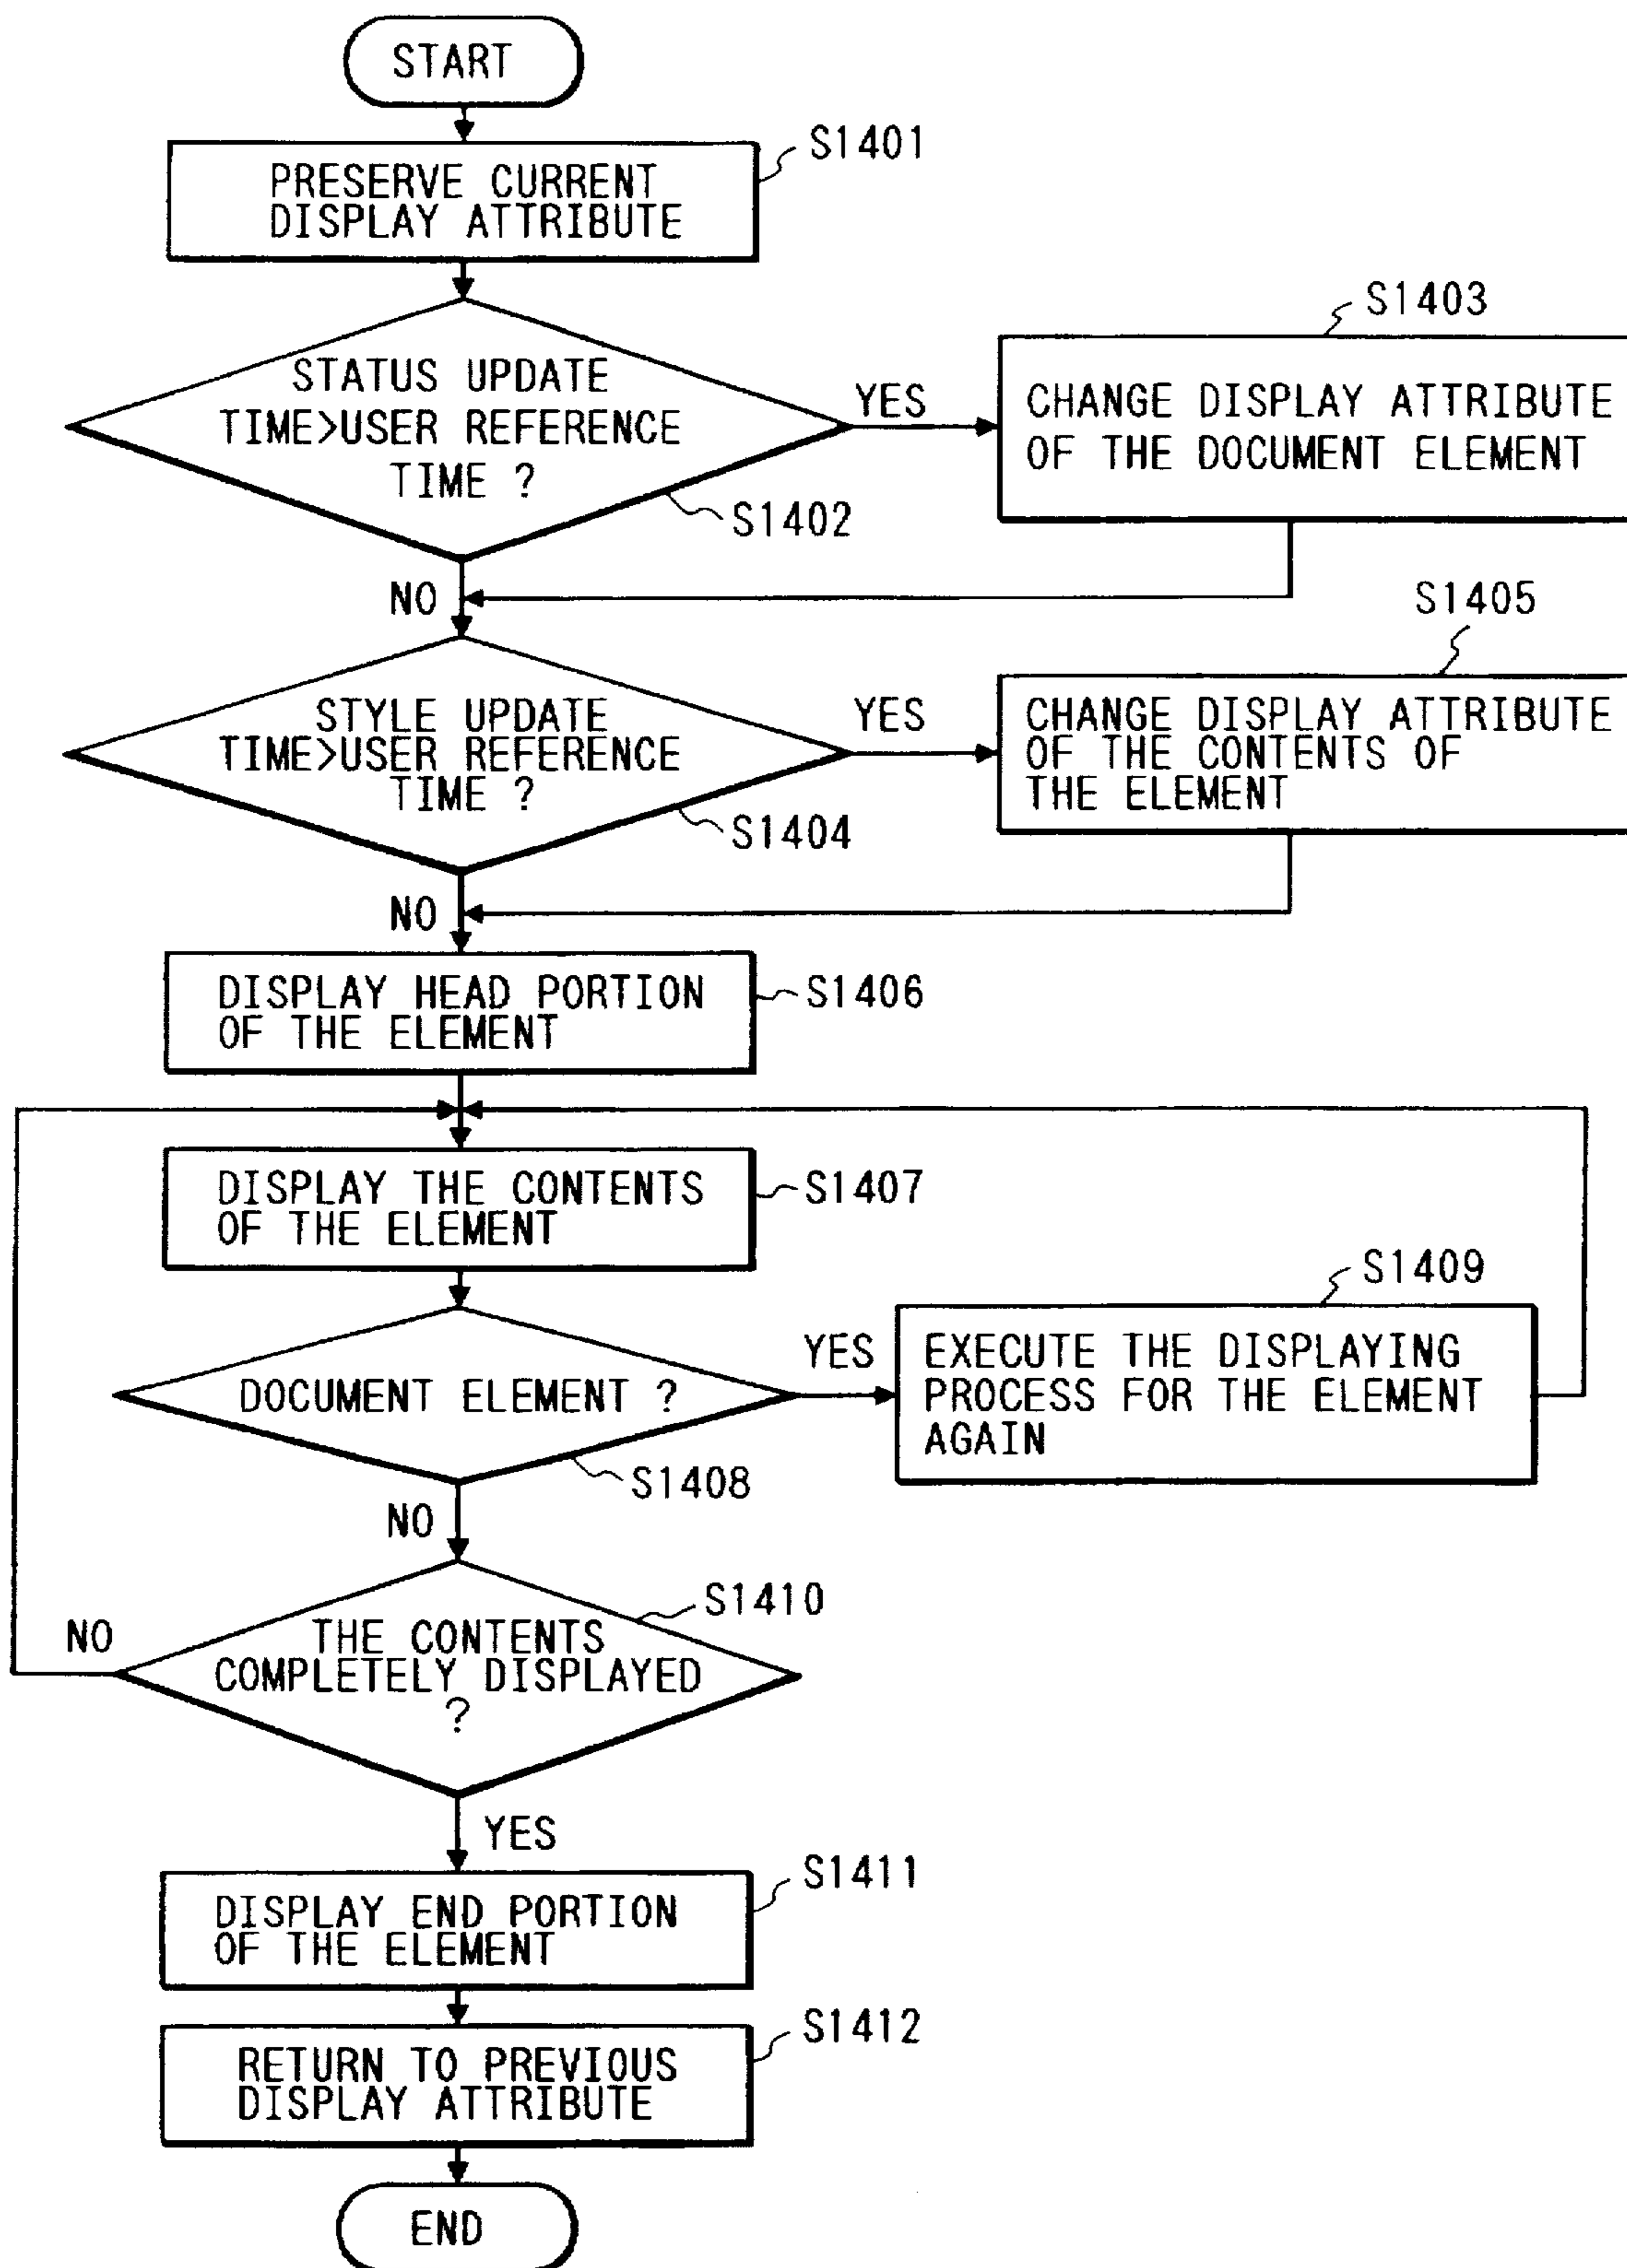 START
S1401
PRESERVE CURRENT
DISPLAY ATTRIBUTE
S1403
STATUS UPDATE
TIME>USER REFERENCE
TIME ?
YES
CHANGE DISPLAY ATTRIBUTE
OF THE DOCUMENT ELEMENT
S1402
NO
S1405
STYLE UPDATE
TIME>USER REFERENCE
TIME ?
YES
CHANGE DISPLAY ATTRIBUTE
OF THE CONTENTS OF
THE ELEMENT
S1404
NO
DISPLAY HEAD PORTION
OF THE ELEMENT
S1406
DISPLAY THE CONTENTS
OF THE ELEMENT
S1407
S1409
DOCUMENT ELEMENT ?
YES
EXECUTE THE DISPLAYING
PROCESS FOR THE ELEMENT
AGAIN
S1408
NO
S1410
NO
THE CONTENTS
COMPLETELY DISPLAYED
?
YES
S1411
DISPLAY END PORTION
OF THE ELEMENT
S1412
RETURN TO PREVIOUS
DISPLAY ATTRIBUTE
END